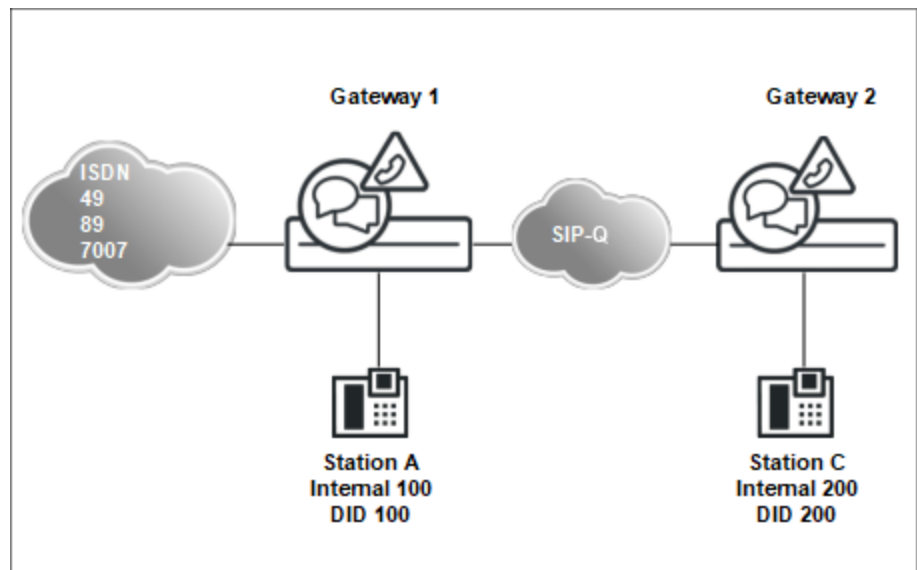 Gateway 1
Gateway 2
ISDN
49
89
7007
SIP-Q
Station A
Internal 100
DID 100
Station C
Internal 200
DID 200